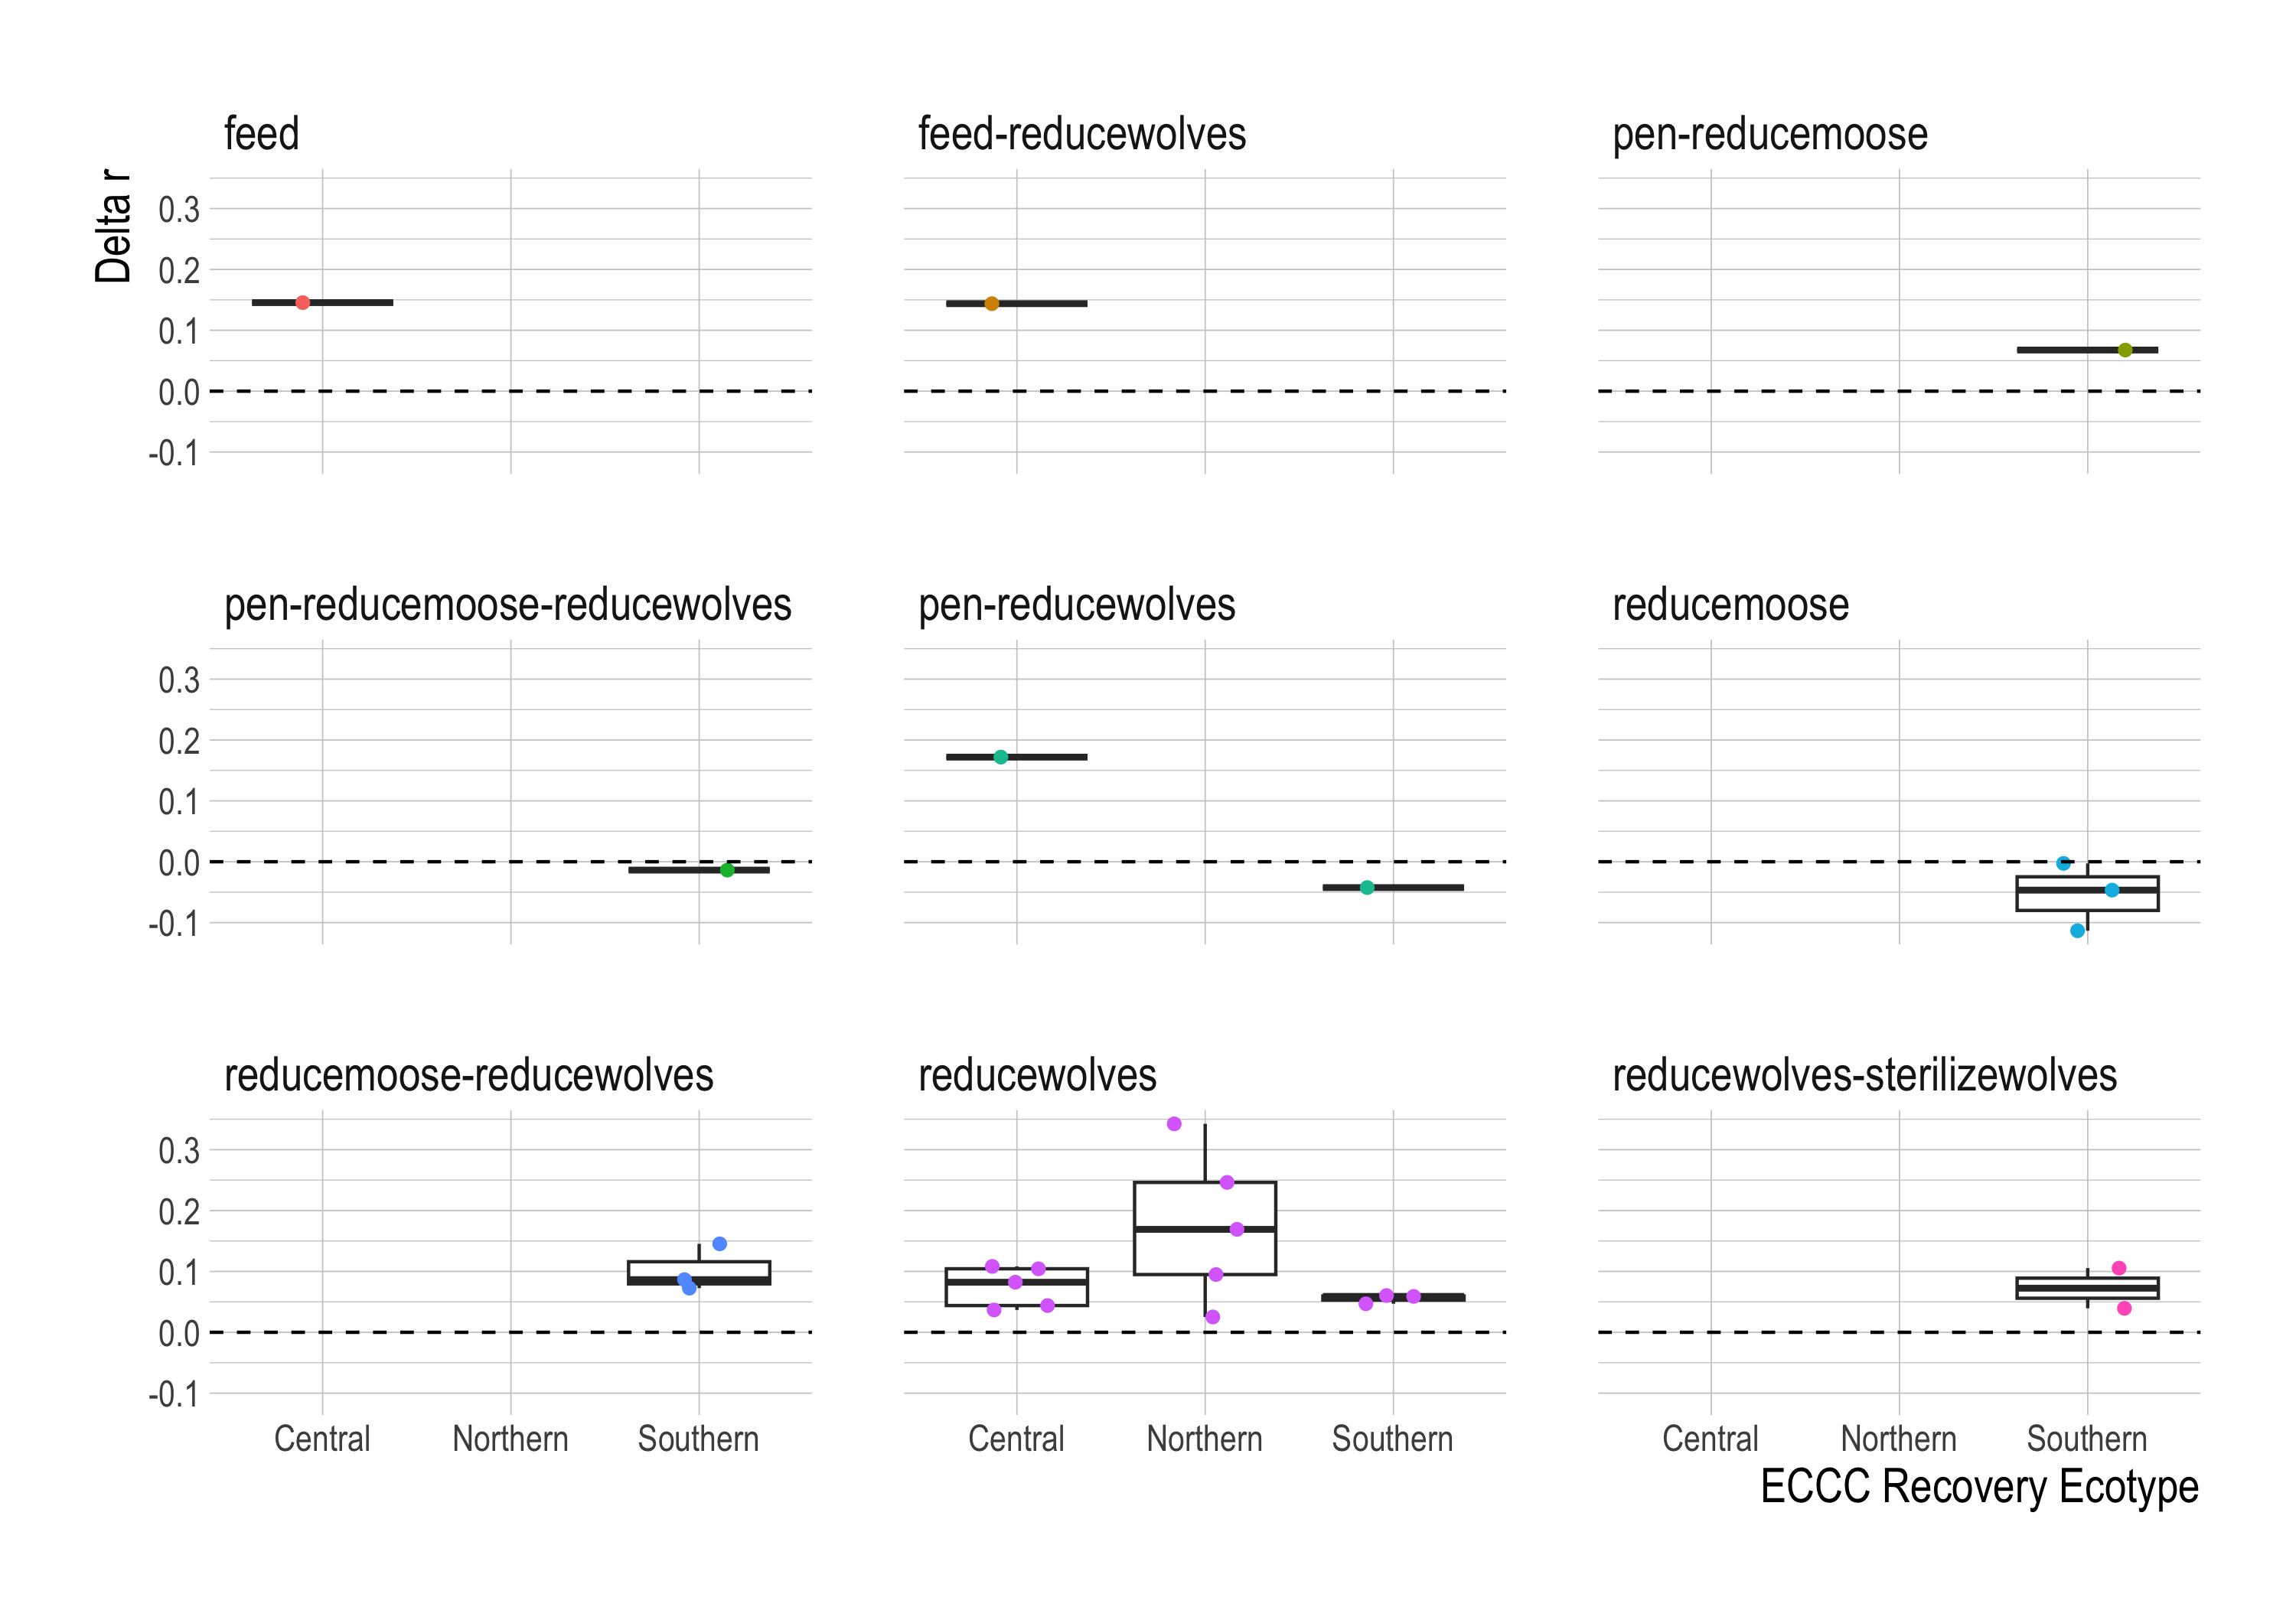 feed
feed-reducewolves
pen-reducemoose
Delta r
0.3
0.2
0.1
0.0
-0.1
pen-reducemoose-reducewolves
pen-reducewolves
reducemoose
0.3
0.2
0.1
0.0
-0.1
reducemoose-reducewolves
reducewolves
reducewolves-sterilizewolves
0.3
0.2
0.1
0.0
-0.1
Central Northern Southern
Central Northern Southern
Central Northern Southern
ECCC Recovery Ecotype